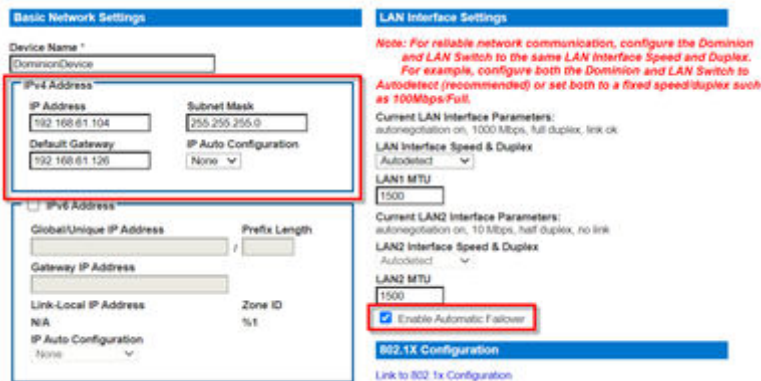 Basic Network Settings
Device Name *
DominionDevice
IPv4 Address
IP Address
Subnet Mask
192.168.61.104
255.255.255.0
Default Gateway
IP Auto Configuration
192.168.61.126
None
IPv6 Address
Global/Unique IP Address
Prefix Length
/
Gateway IP Address
Link-Local IP Address
Zone ID
N/A
%1
IP Auto Configuration
None
LAN Interface Settings
Note: For reliable network communication, configure the Dominion
and LAN Switch to the same LAN Interface Speed and Duplex.
For example, configure both the Dominion and LAN Switch to
Autodetect (recommended) or set both to a fixed speed/duplex such
as 100Mbps/Full.
Current LAN Interface Parameters:
autonegotiation on, 1000 Mbps, full duplex, link ok
LAN Interface Speed & Duplex
Autodetect
LAN1 MTU
1500
Current LAN2 Interface Parameters:
autonegotiation on, 10 Mbps, half duplex, no link
LAN2 Interface Speed & Duplex
Autodetect
LAN2 MTU
1500
Enable Automatic Failover
802.1X Configuration
Link to 802.1x Configuration